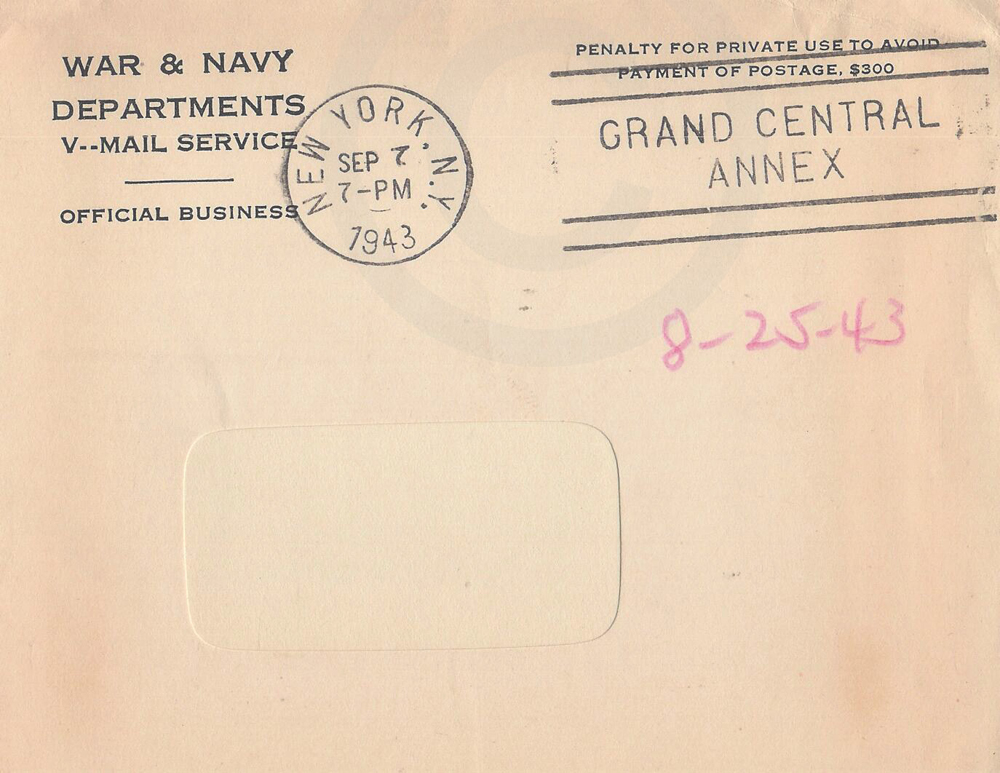 WAR & NAVY
DEPARTMENTS
V--MAIL SERVICE
OFFICIAL BUSINESS
NEW YORK, N.Y.
SEP 7
7-PM
1943
PENALTY FOR PRIVATE USE TO AVOID
PAYMENT OF POSTAGE, $300
GRAND CENTRAL
ANNEX
8-25-43